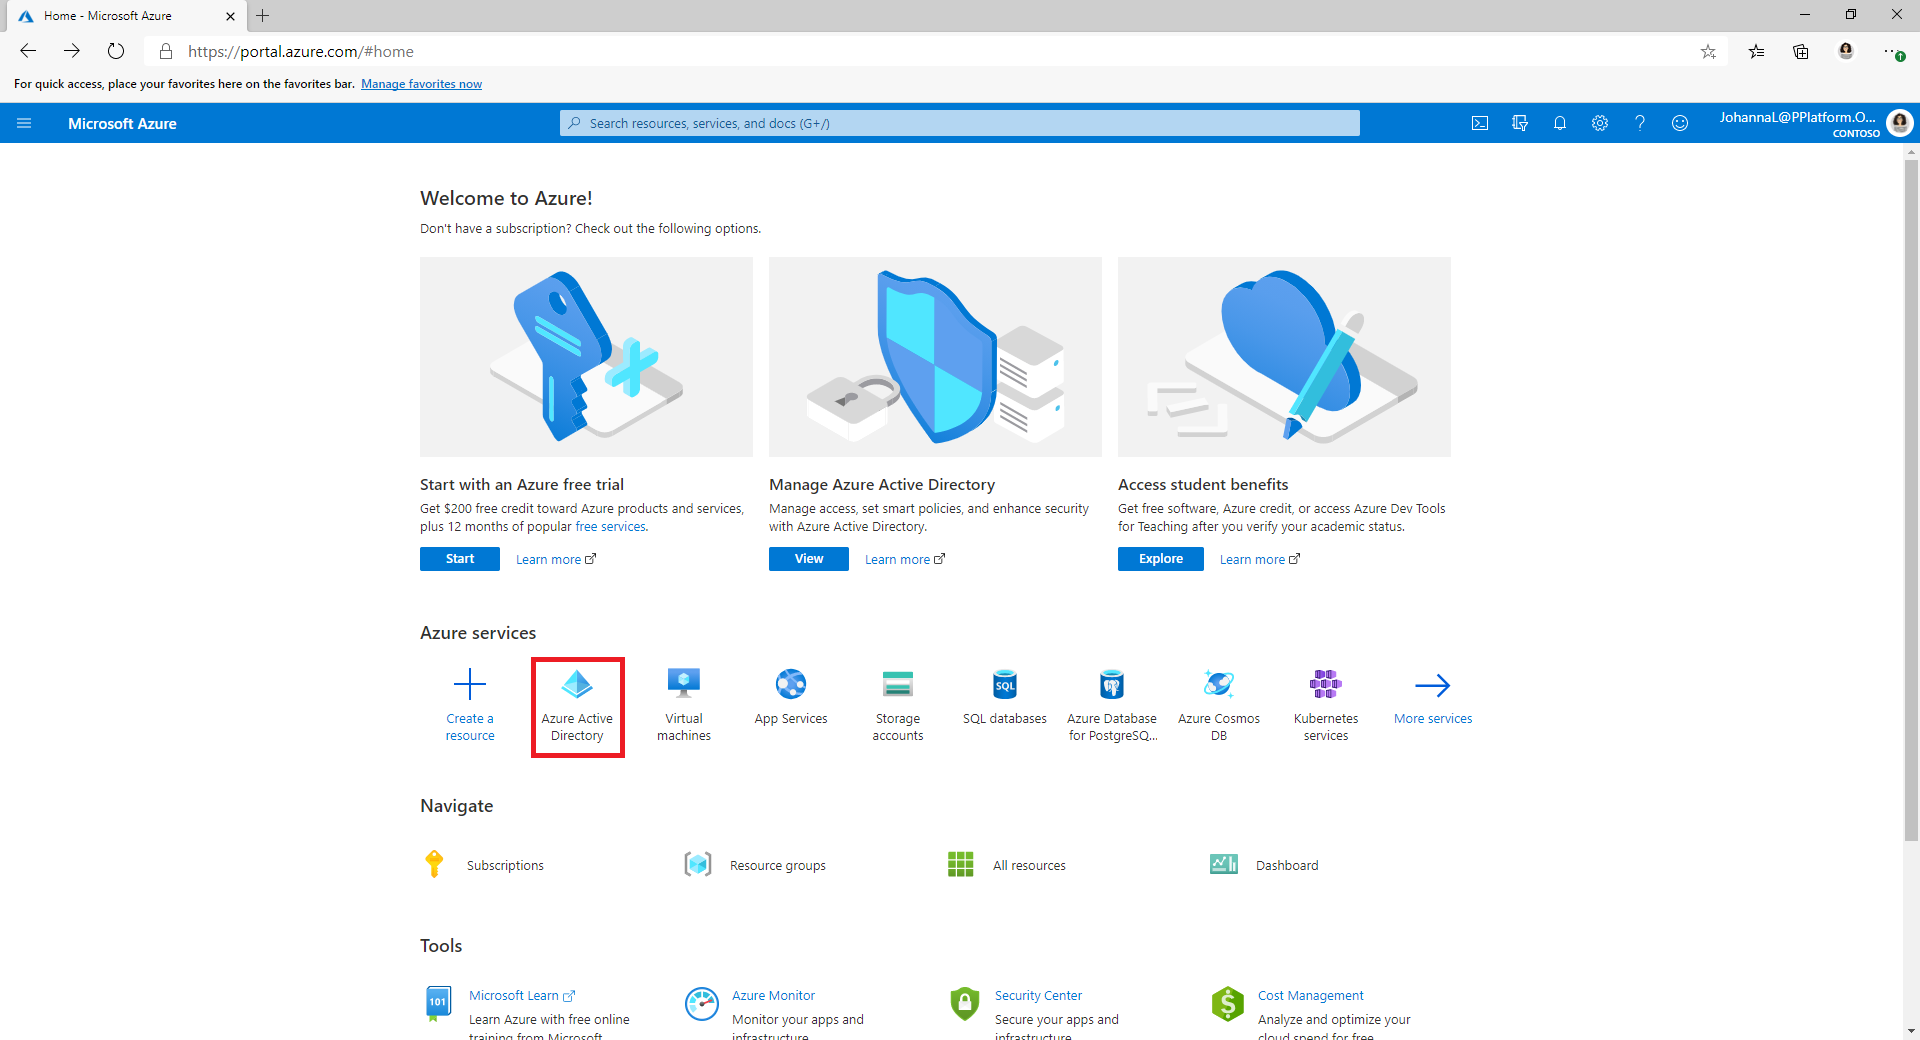 Home - Microsoft Azure
https://portal.azure.com/#home
For quick access, place your favorites here on the favorites bar. Manage favorites now
Microsoft Azure
Search resources, services, and docs (G+/)
JohannaL@PPlatform.O...
CONTOSO
Welcome to Azure!
Don't have a subscription? Check out the following options.
Start with an Azure free trial
Get $200 free credit toward Azure products and services,
plus 12 months of popular free services.
Start
Learn more
Manage Azure Active Directory
Manage access, set smart policies, and enhance security
with Azure Active Directory.
View
Learn more
Access student benefits
Get free software, Azure credit, or access Azure Dev Tools
for Teaching after you verify your academic status.
Explore
Learn more
Azure services
Create a
resource
Azure Active
Directory
Virtual
machines
App Services
Storage
accounts
SQL
SQL databases
Azure Database
for PostgreSQ...
Azure Cosmos
DB
Kubernetes
services
More services
Navigate
Subscriptions
Resource groups
All resources
Dashboard
Tools
101
Microsoft Learn
Learn Azure with free online
training from Microsoft
Azure Monitor
Monitor your apps and
infrastructure
Security Center
Secure your apps and
infrastructure
$
Cost Management
Analyze and optimize your
cloud spend for free